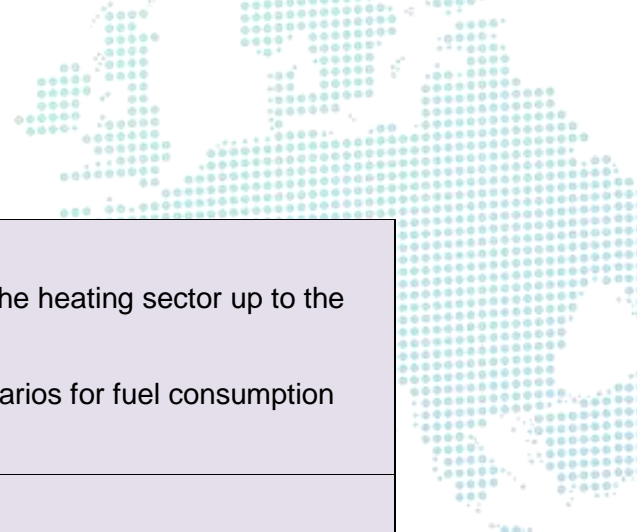 he heating sector up to the
arios for fuel consumption